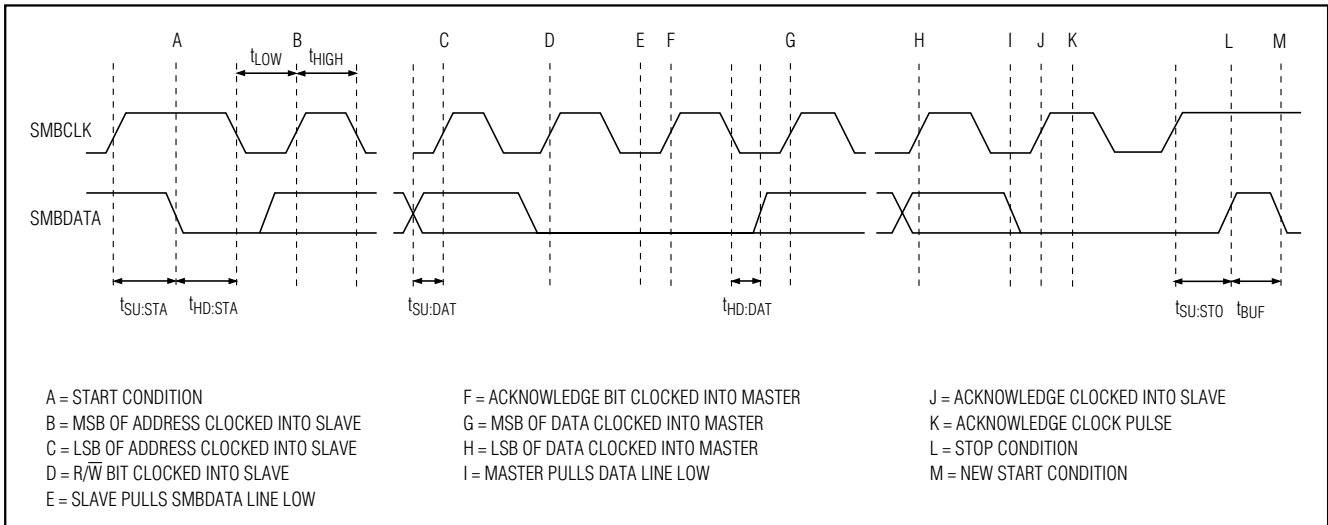 A B C D E F G H I J K L M
tLOW tHIGH
SMBCLK
SMBDATA
tSU:STA tHD:STA tSU:DAT tHD:DAT tSU:STO tBUF
A = START CONDITION
B = MSB OF ADDRESS CLOCKED INTO SLAVE
C = LSB OF ADDRESS CLOCKED INTO SLAVE
D = R/W̅ BIT CLOCKED INTO SLAVE
E = SLAVE PULLS SMBDATA LINE LOW
F = ACKNOWLEDGE BIT CLOCKED INTO MASTER
G = MSB OF DATA CLOCKED INTO MASTER
H = LSB OF DATA CLOCKED INTO MASTER
I = MASTER PULLS DATA LINE LOW
J = ACKNOWLEDGE CLOCKED INTO SLAVE
K = ACKNOWLEDGE CLOCK PULSE
L = STOP CONDITION
M = NEW START CONDITION